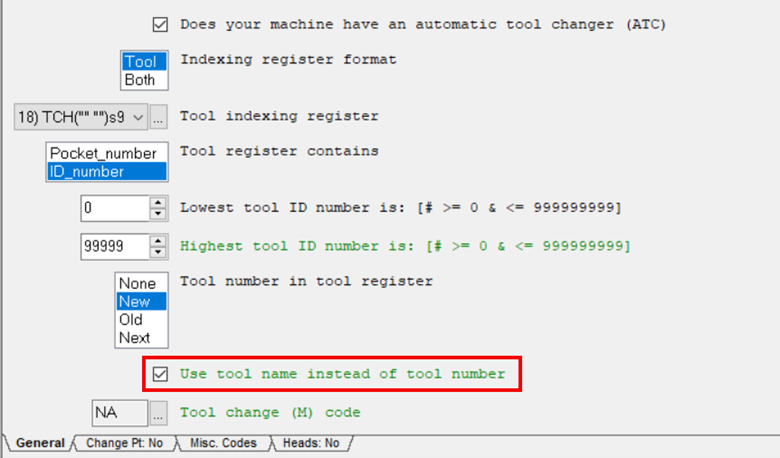 Does your machine have an automatic tool changer (ATC)
Tool
Both
Indexing register format
18) TCH("" "")s9 ... Tool indexing register
Pocket_number
ID_number
Tool register contains
0 Lowest tool ID number is: [# >= 0 & <= 999999999]
99999 Highest tool ID number is: [# >= 0 & <= 999999999]
None
New
Old
Next
Tool number in tool register
Use tool name instead of tool number
NA ... Tool change (M) code
General Change Pt: No Misc. Codes Heads: No